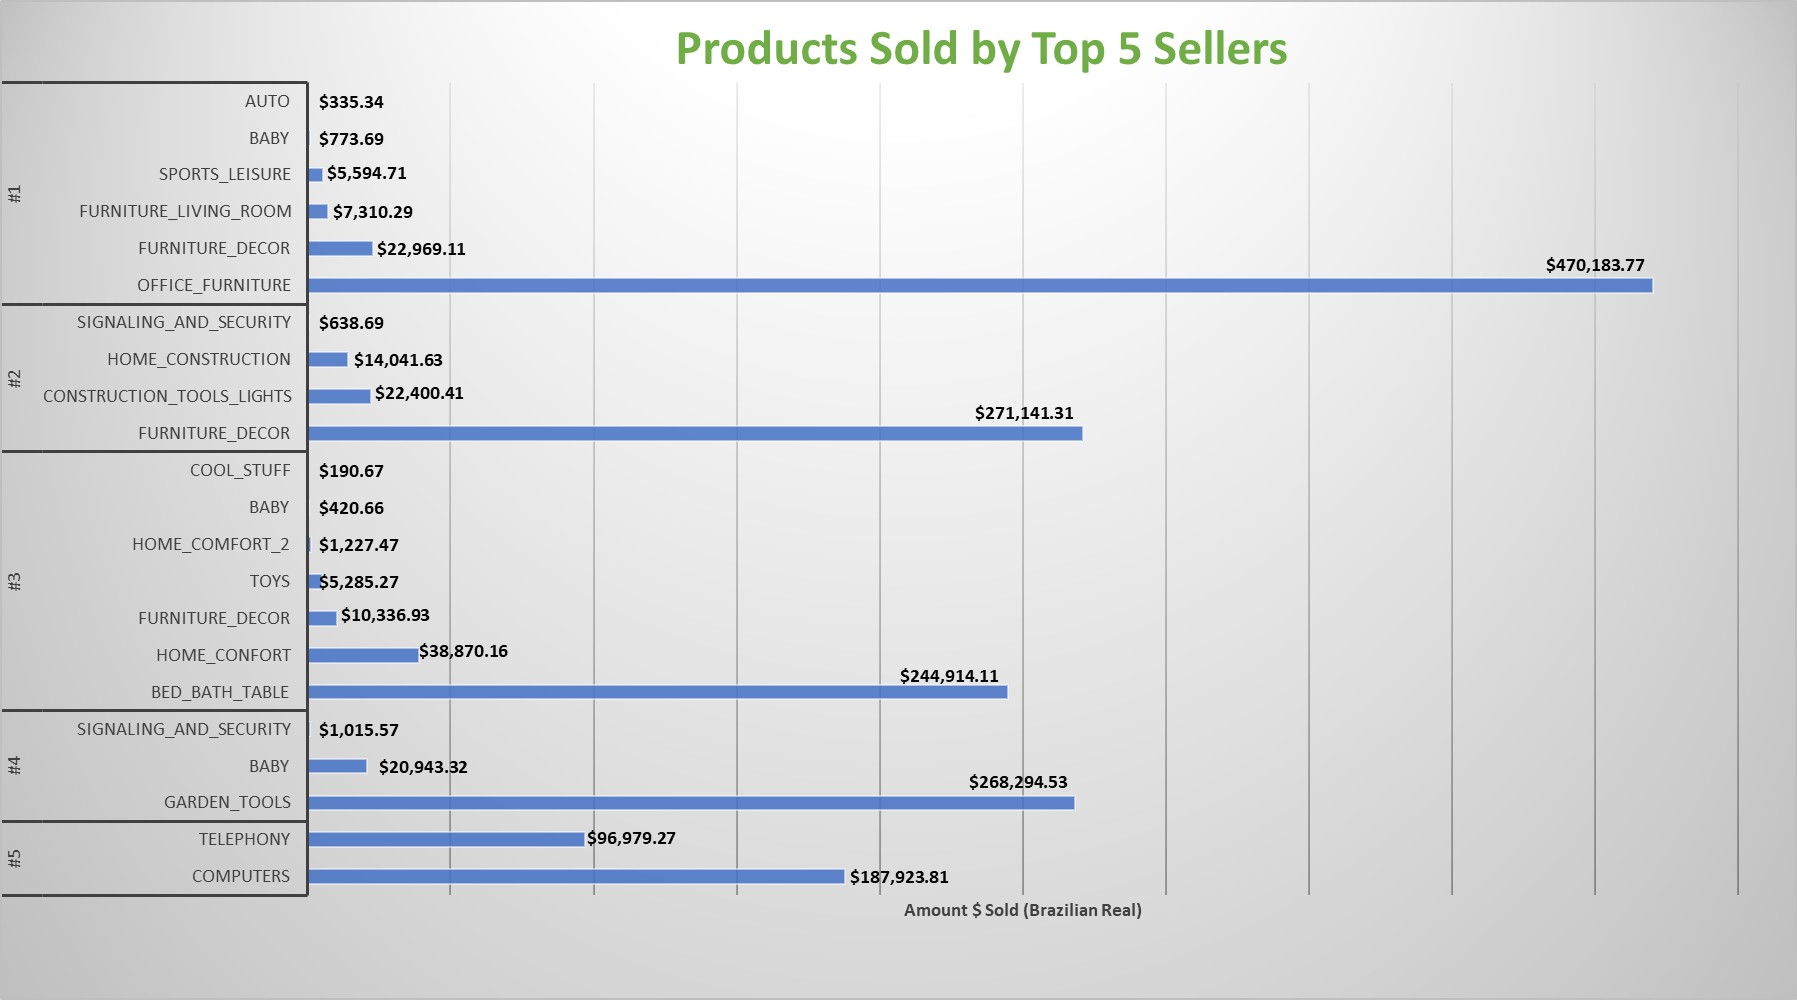 Products Sold by Top 5 Sellers
#1
AUTO $335.34
BABY $773.69
SPORTS_LEISURE $5,594.71
FURNITURE_LIVING_ROOM $7,310.29
FURNITURE_DECOR $22,969.11
OFFICE_FURNITURE $470,183.77
#2
SIGNALING_AND_SECURITY $638.69
HOME_CONSTRUCTION $14,041.63
CONSTRUCTION_TOOLS_LIGHTS $22,400.41
FURNITURE_DECOR $271,141.31
#3
COOL_STUFF $190.67
BABY $420.66
HOME_COMFORT_2 $1,227.47
TOYS $5,285.27
FURNITURE_DECOR $10,336.93
HOME_CONFORT $38,870.16
BED_BATH_TABLE $244,914.11
#4
SIGNALING_AND_SECURITY $1,015.57
BABY $20,943.32
GARDEN_TOOLS $268,294.53
#5
TELEPHONY $96,979.27
COMPUTERS $187,923.81
Amount $ Sold (Brazilian Real)